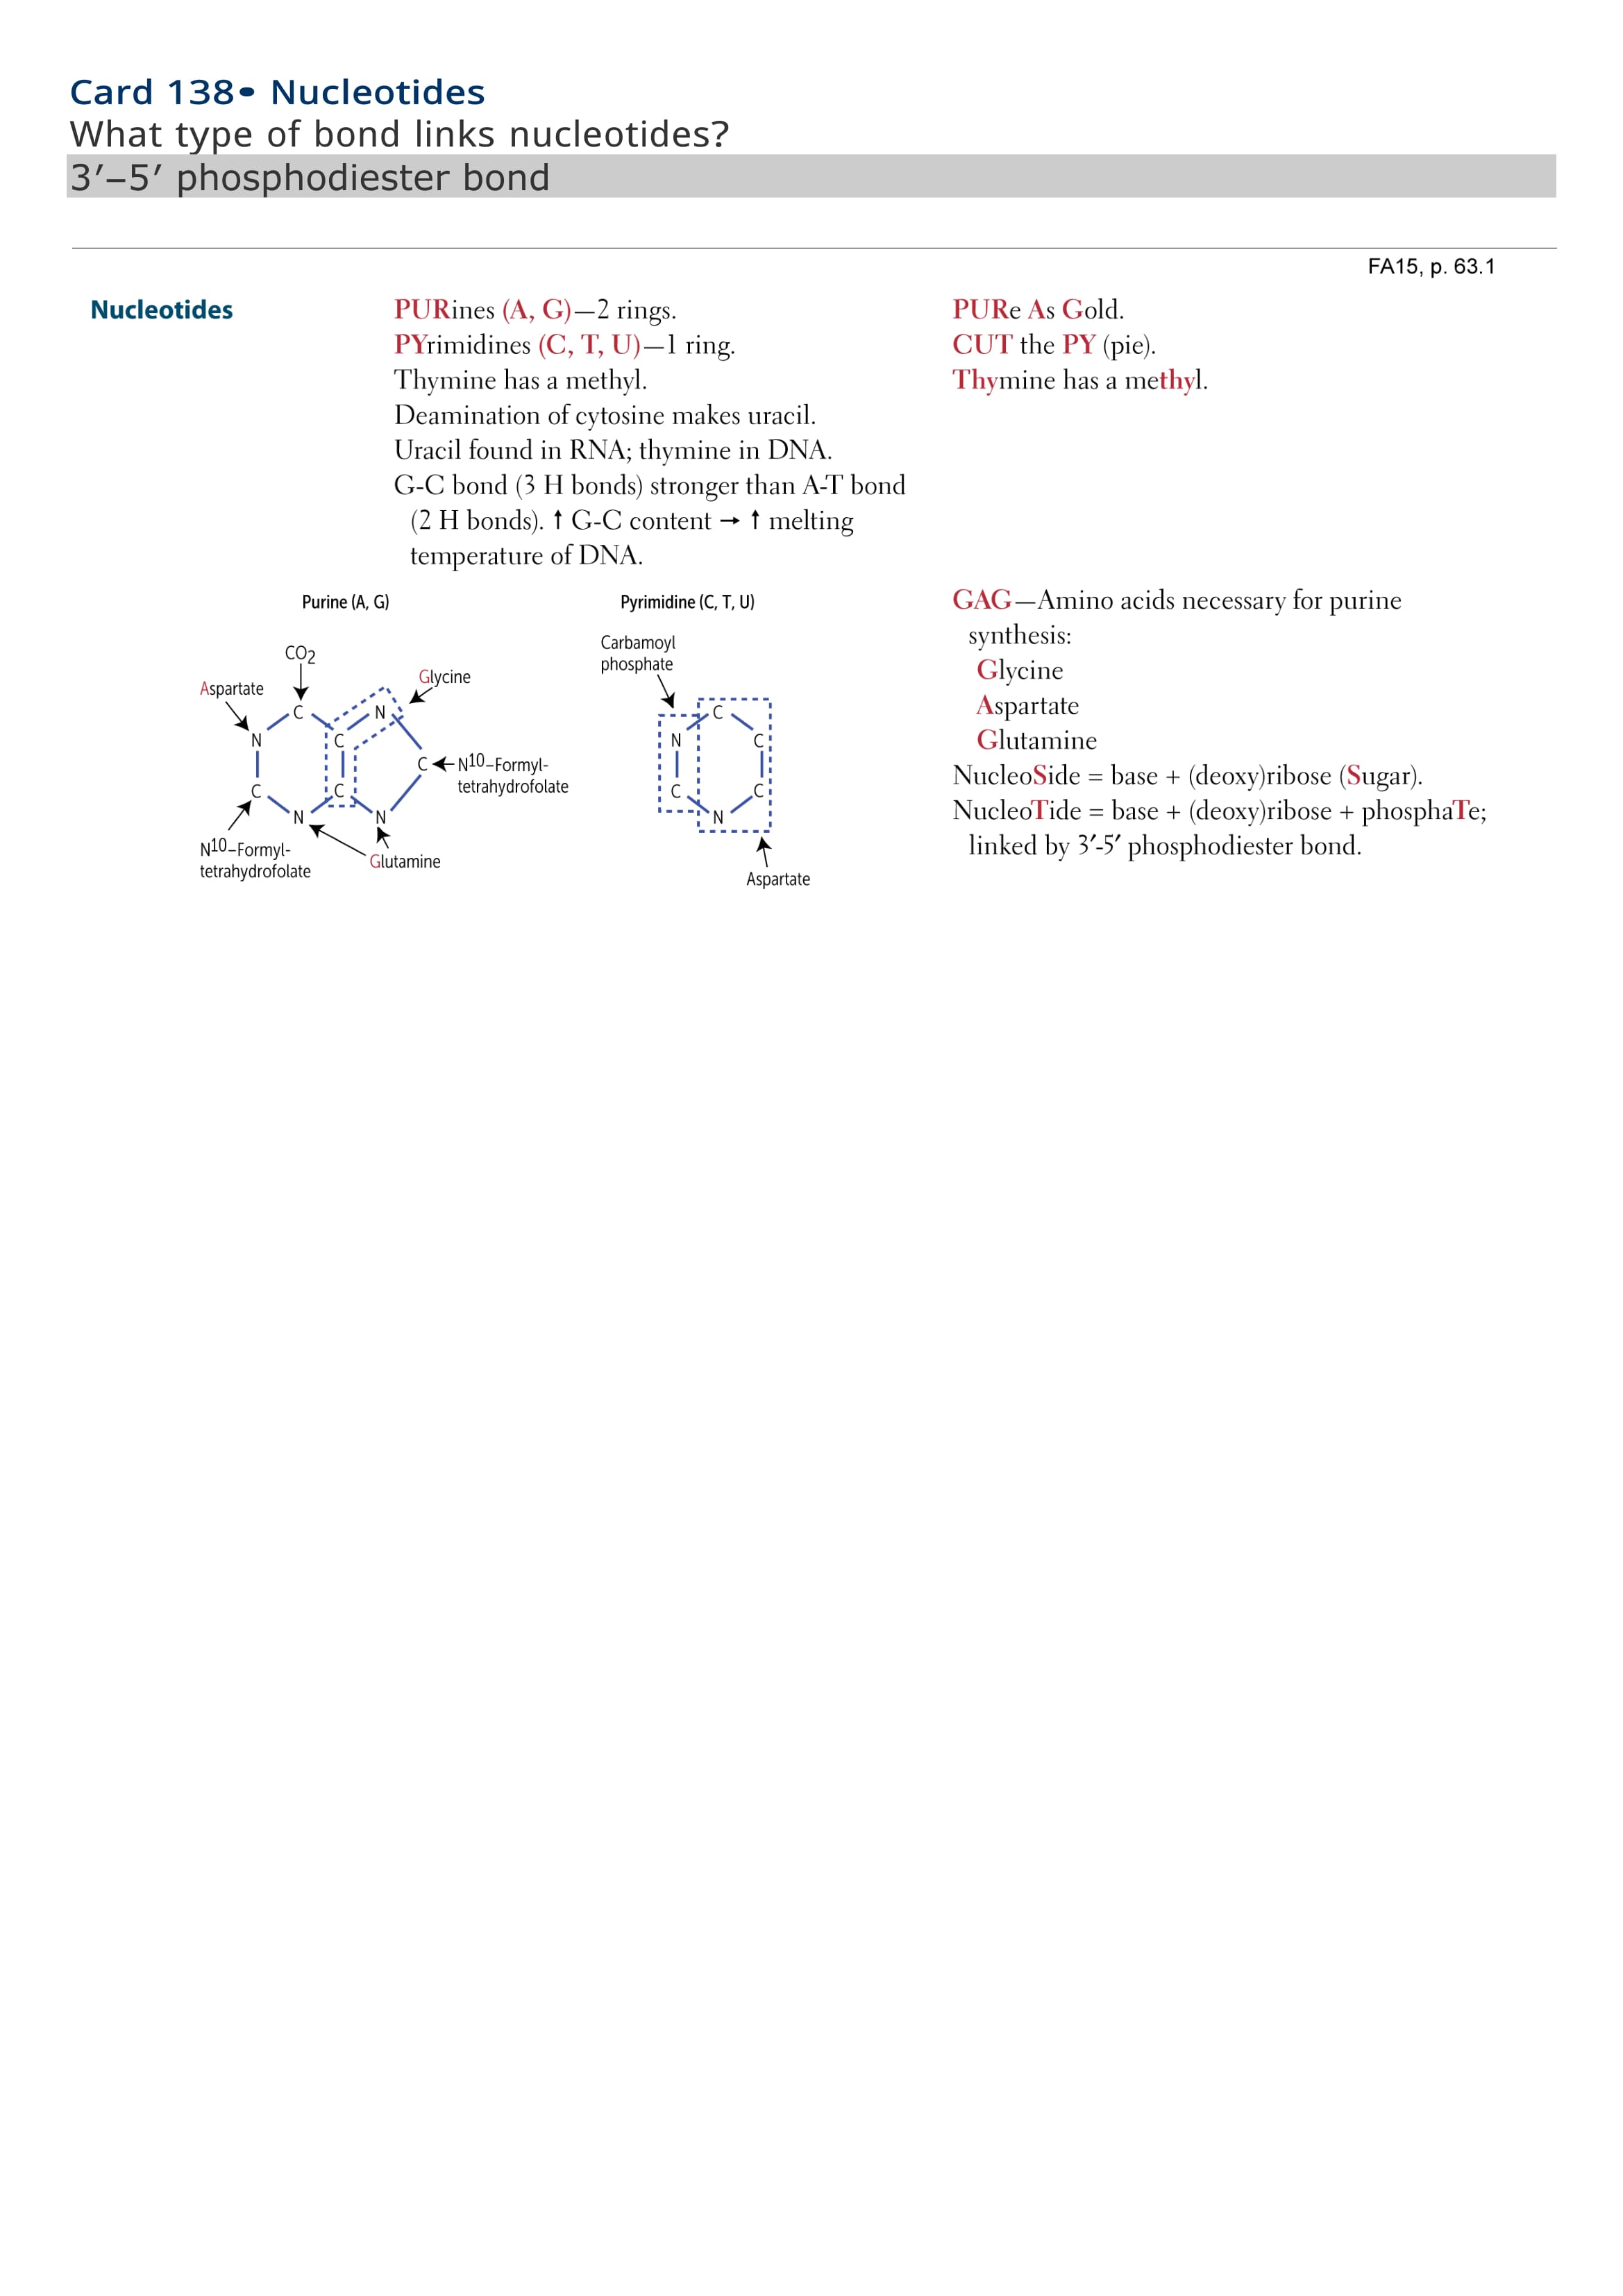 Card 138• Nucleotides
What type of bond links nucleotides?
3′–5′ phosphodiester bond
FA15, p. 63.1
Nucleotides
PURines (A, G)—2 rings.
PYrimidines (C, T, U)—1 ring.
Thymine has a methyl.
Deamination of cytosine makes uracil.
Uracil found in RNA; thymine in DNA.
G-C bond (3 H bonds) stronger than A-T bond
(2 H bonds). ↑ G-C content → ↑ melting
temperature of DNA.
PURe As Gold.
CUT the PY (pie).
Thymine has a methyl.
Purine (A, G)
CO2
Aspartate
Glycine
C
N
N
C
C
N10–Formyl-
tetrahydrofolate
C
C
N
N
N10–Formyl-
tetrahydrofolate
Glutamine
Pyrimidine (C, T, U)
Carbamoyl
phosphate
C
N
C
C
C
N
Aspartate
GAG—Amino acids necessary for purine
synthesis:
Glycine
Aspartate
Glutamine
NucleoSide = base + (deoxy)ribose (Sugar).
NucleoTide = base + (deoxy)ribose + phosphaTe;
linked by 3′-5′ phosphodiester bond.